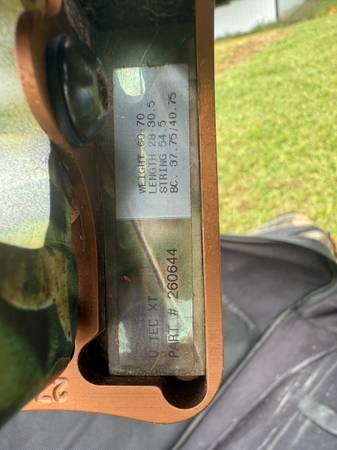 WEIGHT 60 70
LENGTH 28 30.5
STRING 54.5
BC. 37.75/40.75
U TEC XT
PART # 260644